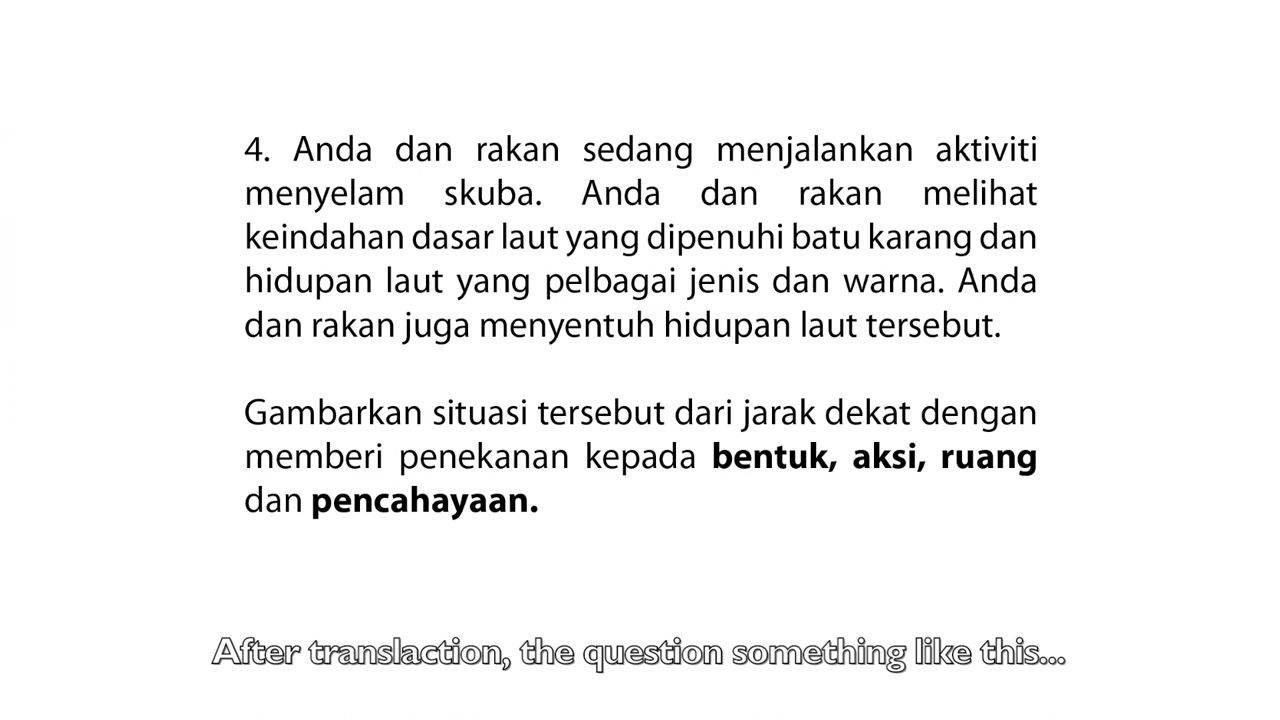 4. Anda dan rakan sedang menjalankan aktiviti
menyelam skuba. Anda dan rakan melihat
keindahan dasar laut yang dipenuhi batu karang dan
hidupan laut yang pelbagai jenis dan warna. Anda
dan rakan juga menyentuh hidupan laut tersebut.
Gambarkan situasi tersebut dari jarak dekat dengan
memberi penekanan kepada bentuk, aksi, ruang
dan pencahayaan.
After translaction, the question something like this...